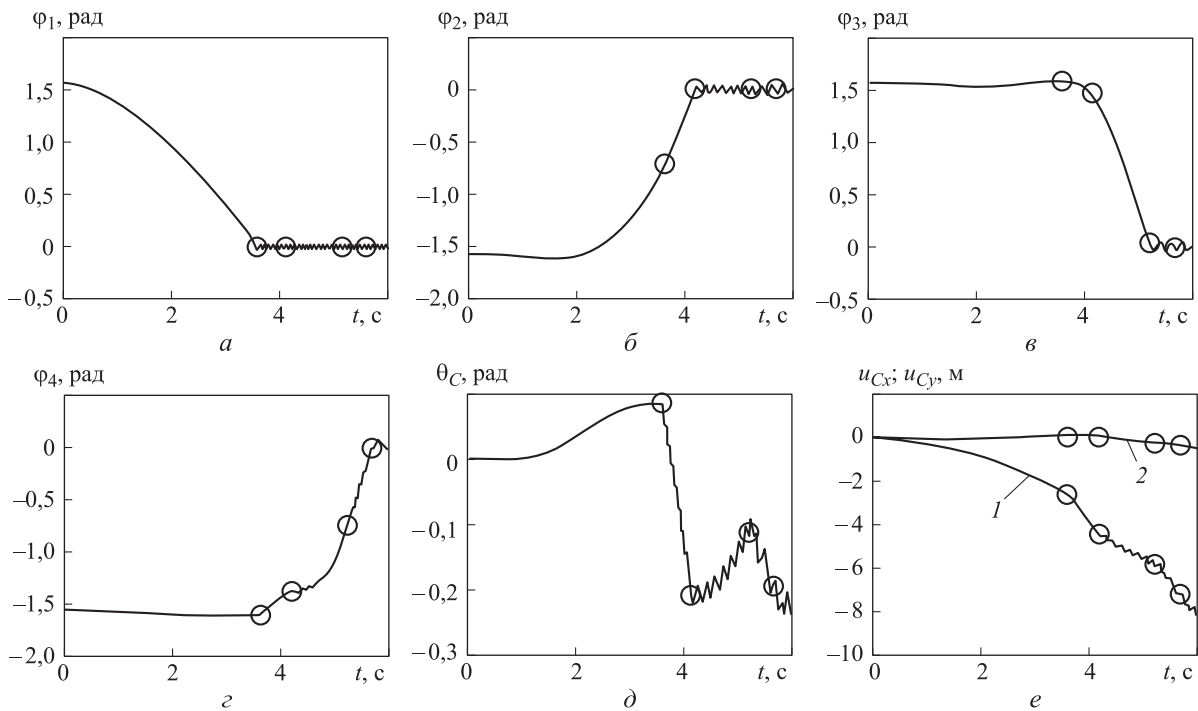 φ1, рад
1,5
1,0
0,5
0
–0,5
0 2 4 t, с
а
φ2, рад
0
–0,5
–1,0
–1,5
–2,0
0 2 4 t, с
б
φ3, рад
1,5
1,0
0,5
0
–0,5
0 2 4 t, с
в
φ4, рад
0
–0,5
–1,0
–1,5
–2,0
0 2 4 t, с
г
θC, рад
0
–0,1
–0,2
–0,3
0 2 4 t, с
д
uCx; uCy, м
0
–2
–4
–6
–8
–10
1
2
0 2 4 t, с
е